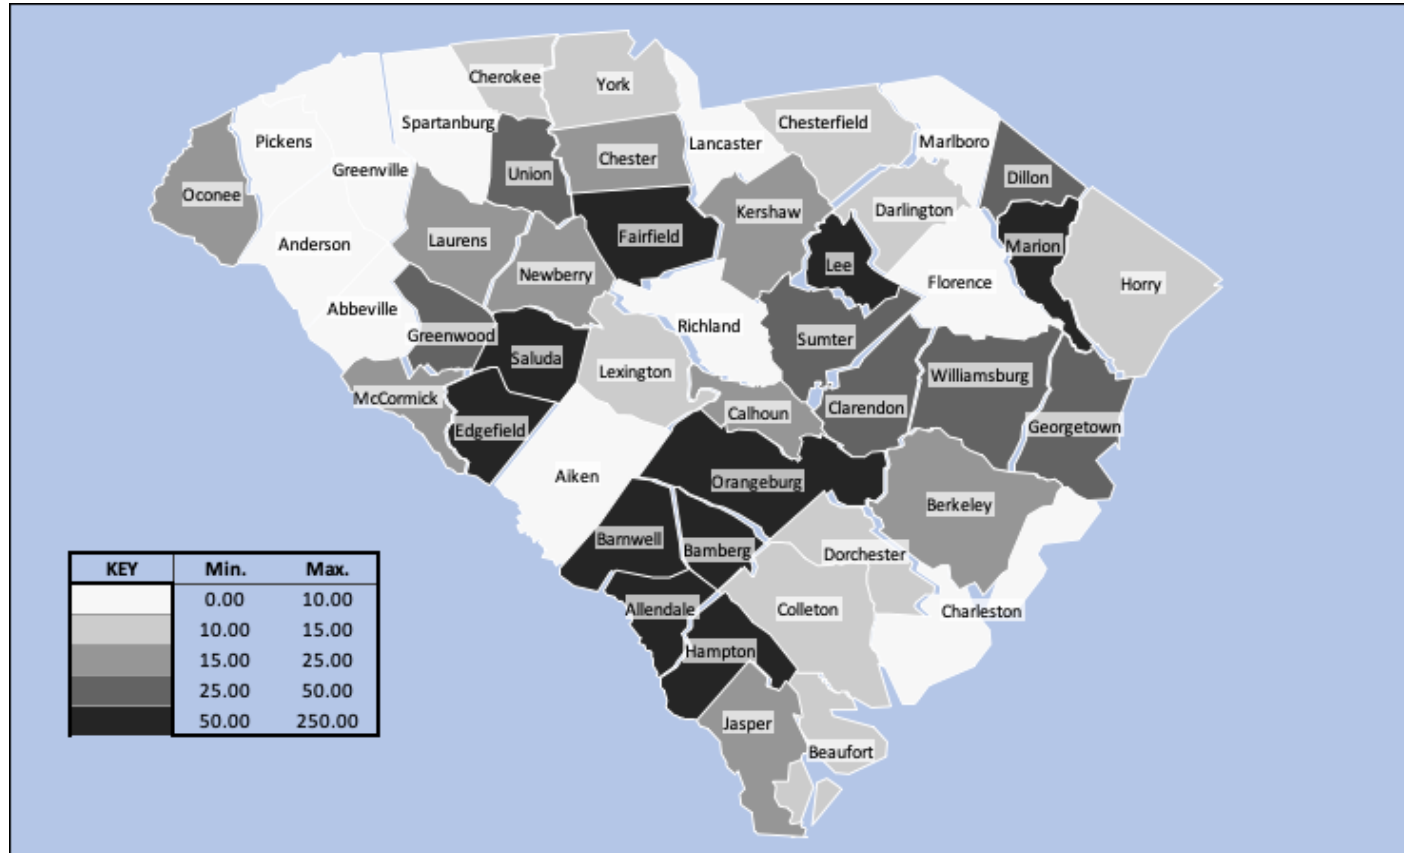 Cherokee
York
Spartanburg
Chesterfield
Pickens
Lancaster
Marlboro
Greenville
Union
Chester
Dillon
Oconee
Kershaw
Darlington
Anderson
Laurens
Fairfield
Marion
Newberry
Lee
Florence
Horry
Abbeville
Greenwood
Richland
Sumter
Saluda
Lexington
Williamsburg
McCormick
Calhoun
Clarendon
Georgetown
Edgefield
Aiken
Orangeburg
Berkeley
Barnwell
Bamberg
Dorchester
Allendale
Colleton
Charleston
Hampton
Jasper
Beaufort
KEY Min. Max.
0.00 10.00
10.00 15.00
15.00 25.00
25.00 50.00
50.00 250.00